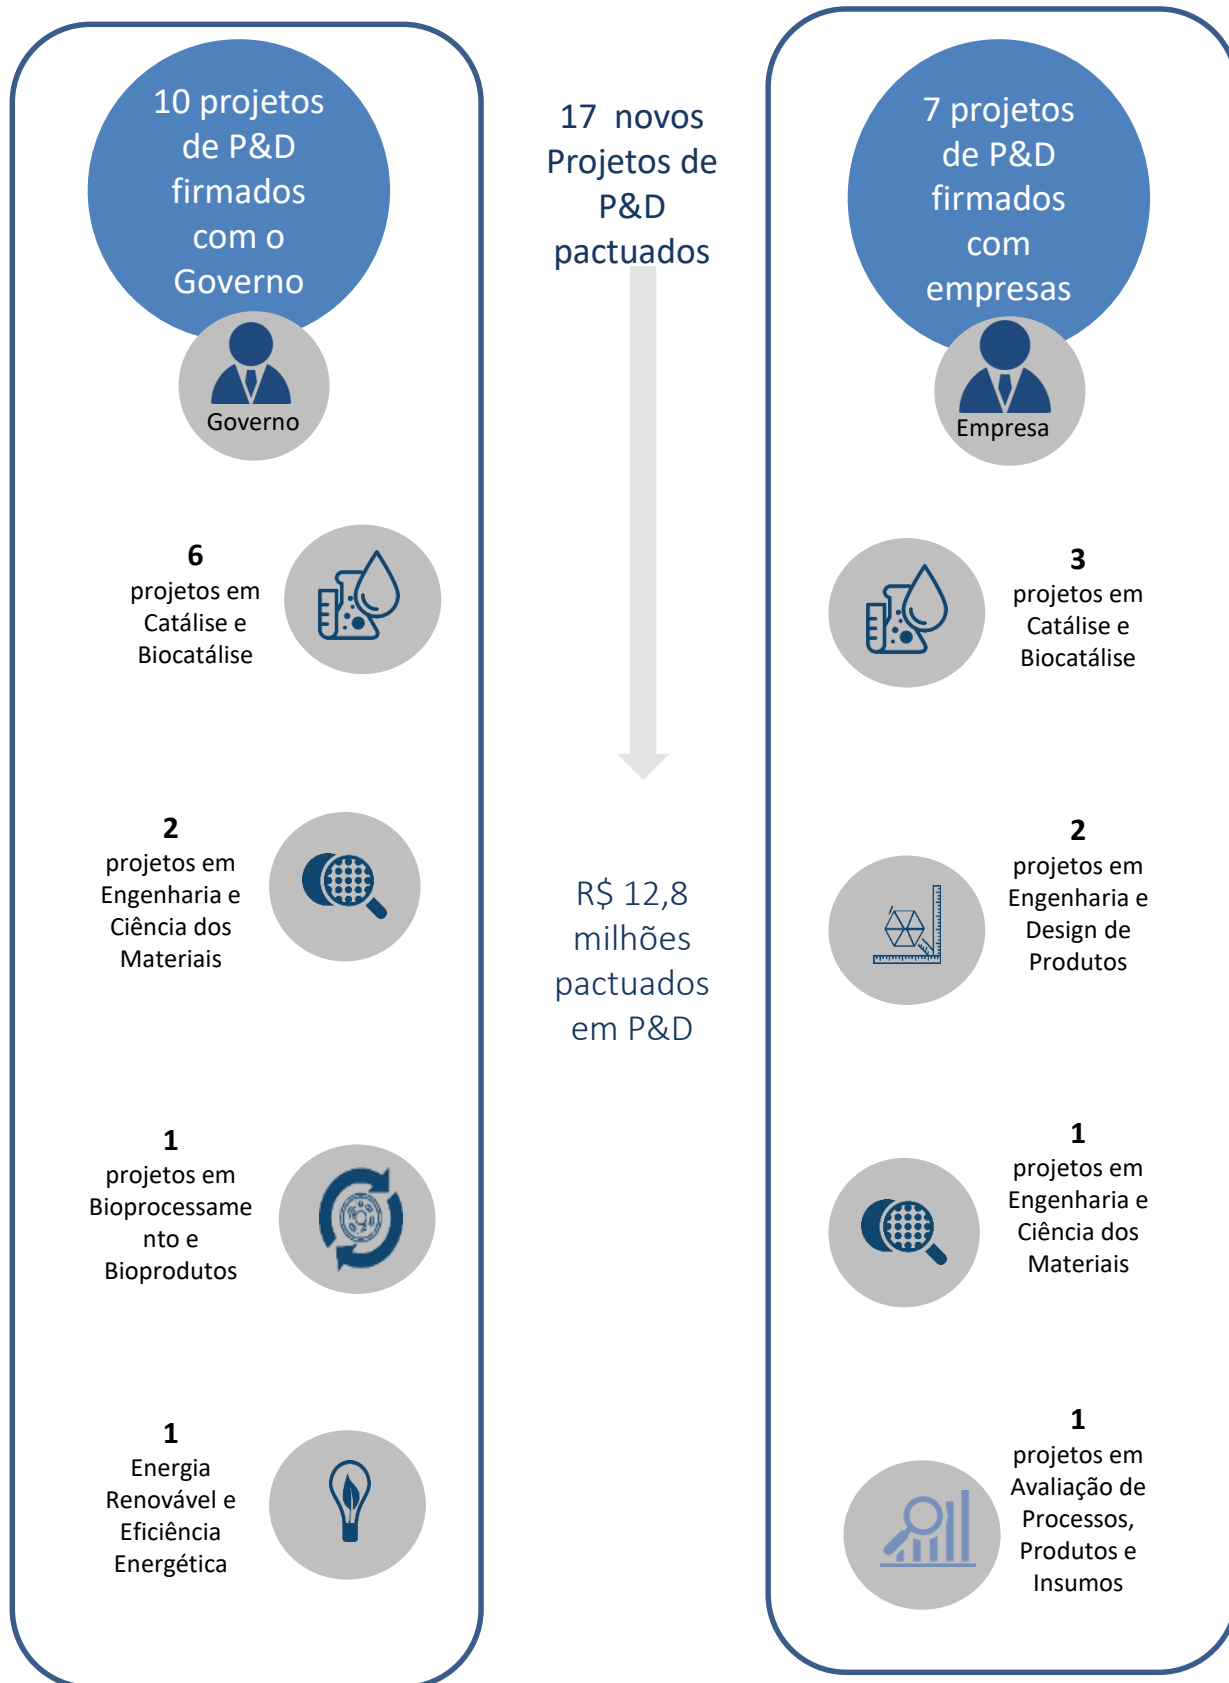 10 projetos
de P&D
firmados
com o
Governo
Governo
6
projetos em
Catálise e
Biocatálise
2
projetos em
Engenharia e
Ciência dos
Materiais
1
projetos em
Bioprocessame
nto e
Bioprodutos
1
Energia
Renovável e
Eficiência
Energética
17 novos
Projetos de
P&D
pactuados
R$ 12,8
milhões
pactuados
em P&D
7 projetos
de P&D
firmados
com
empresas
Empresa
3
projetos em
Catálise e
Biocatálise
2
projetos em
Engenharia e
Design de
Produtos
1
projetos em
Engenharia e
Ciência dos
Materiais
1
projetos em
Avaliação de
Processos,
Produtos e
Insumos